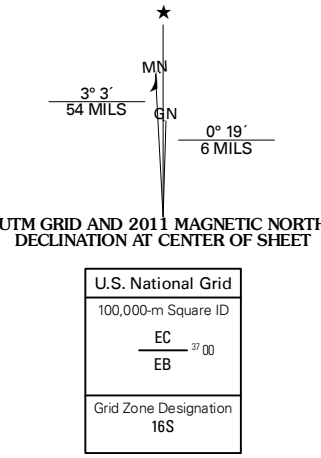 ★
MN
3° 3´
54 MILS
GN
0° 19´
6 MILS
UTM GRID AND 2011 MAGNETIC NORTH
DECLINATION AT CENTER OF SHEET
U.S. National Grid
100,000-m Square ID
EC
37 00
EB
Grid Zone Designation
16S